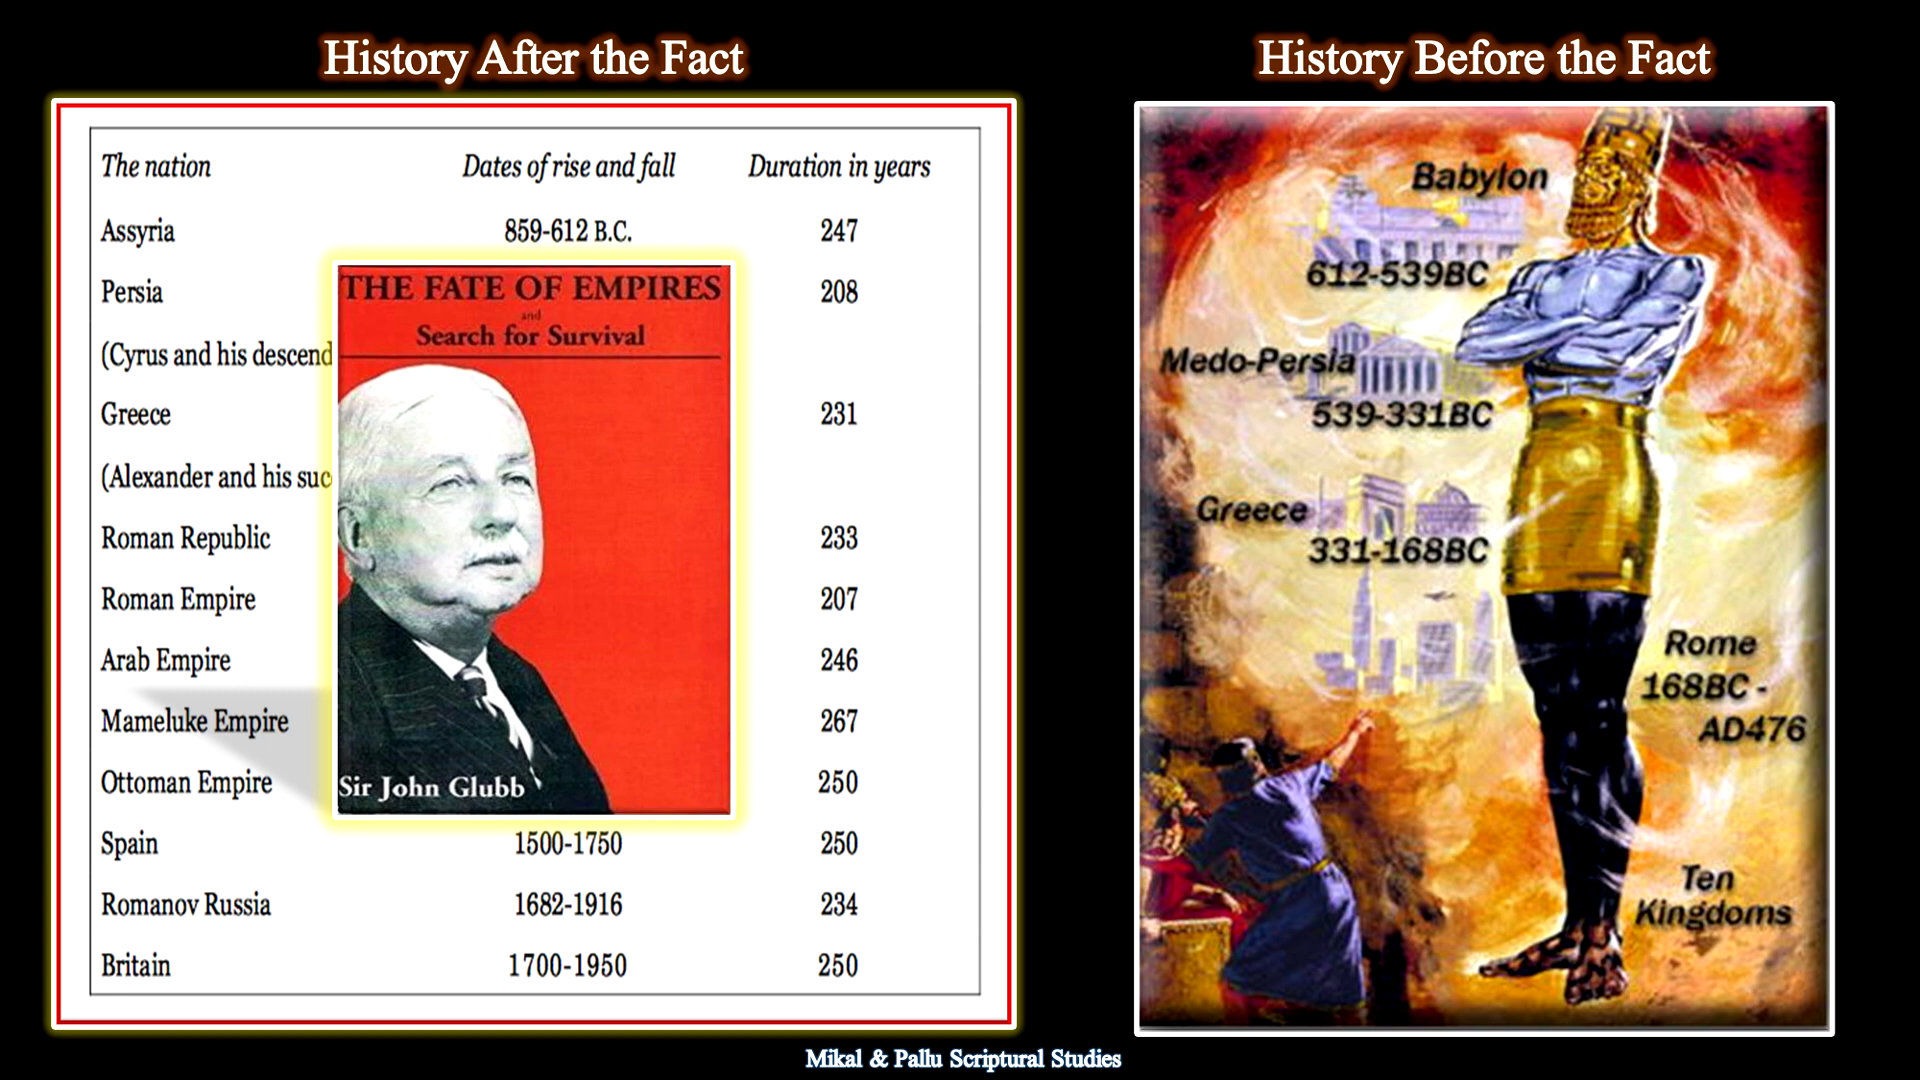 History After the Fact
The nation Dates of rise and fall Duration in years
Assyria 859-612 B.C. 247
Persia 208
(Cyrus and his descend
Greece 231
(Alexander and his suc
Roman Republic 233
Roman Empire 207
Arab Empire 246
Mameluke Empire 267
Ottoman Empire 250
Spain 1500-1750 250
Romanov Russia 1682-1916 234
Britain 1700-1950 250
THE FATE OF EMPIRES
and
Search for Survival
Sir John Glubb
History Before the Fact
Babylon
612-539BC
Medo-Persia
539-331BC
Greece
331-168BC
Rome
168BC -
AD476
Ten
Kingdoms
Mikal & Pallu Scriptural Studies